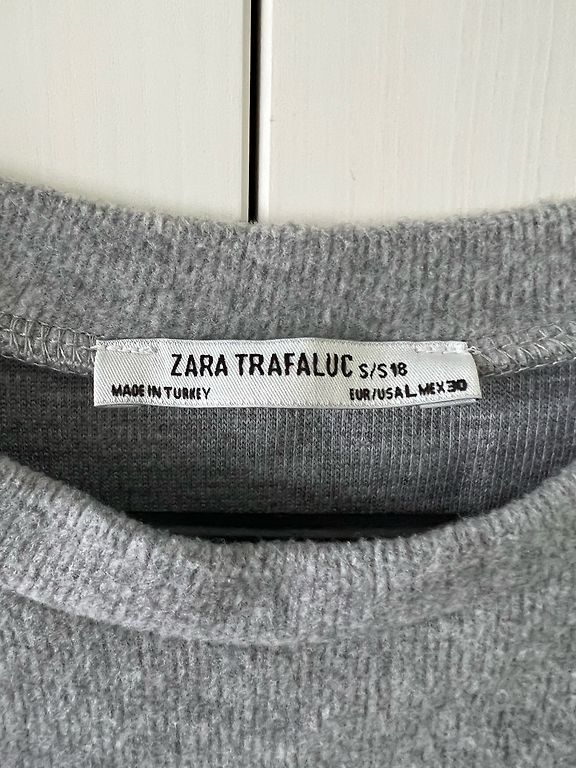 ZARA TRAFALUC S/S18
MADE IN TURKEY EUR/USA L MEX 30